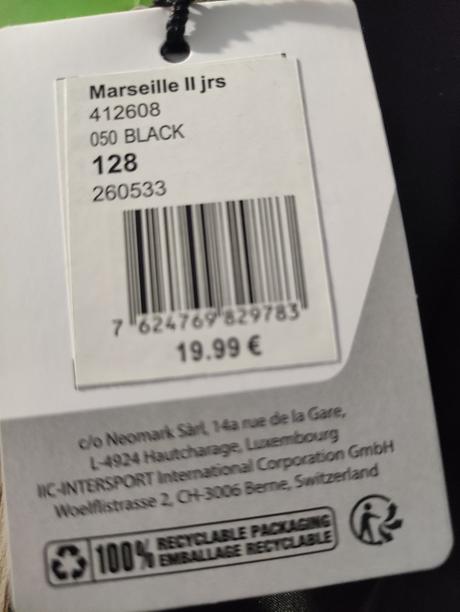 Marseille II jrs
412608
050 BLACK
128
260533
7 624769 829783
19.99 €
c/o Neomark Sàrl, 14a rue de la Gare,
L-4924 Hautcharage, Luxembourg
IIC-INTERSPORT International Corporation GmbH
Woelflistrasse 2, CH-3006 Berne, Switzerland
100% RECYCLABLE PACKAGING
EMBALLAGE RECYCLABLE